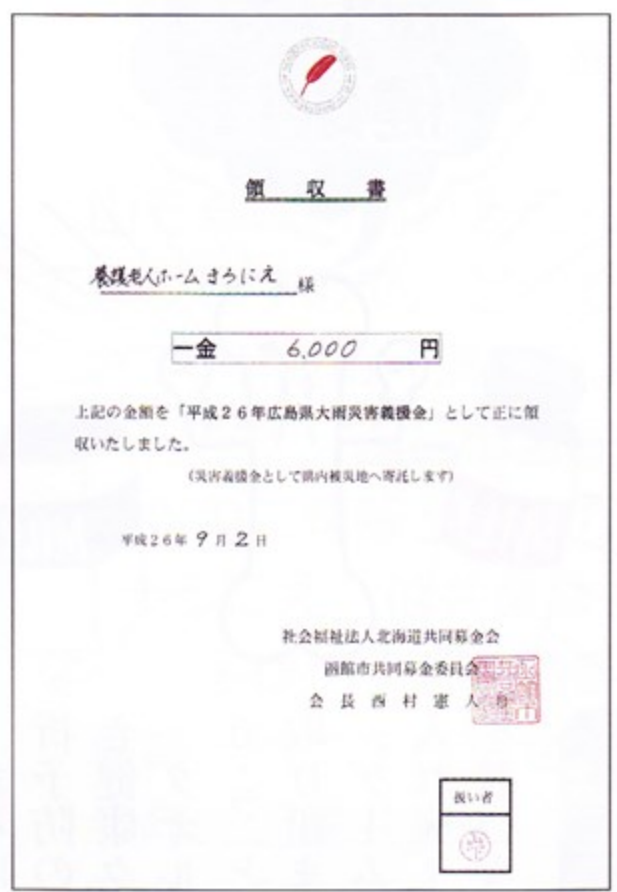 領収書
養護老人ホーム きらにえ 様
一金 6,000 円
上記の金額を「平成26年広島県大雨災害義援金」として正に領
収いたしました。
(災害義援金として県内被災地へ寄託します)
平成26年 9月 2日
社会福祉法人北海道共同募金会
函館市共同募金委員会
会長 西村憲人
扱い者